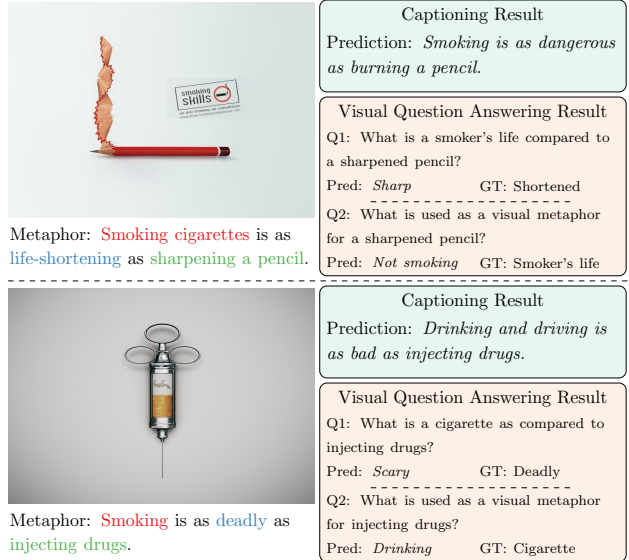 smoking
skills
Metaphor: Smoking cigarettes is as
life-shortening as sharpening a pencil.
Captioning Result
Prediction: Smoking is as dangerous
as burning a pencil.
Visual Question Answering Result
Q1: What is a smoker's life compared to
a sharpened pencil?
Pred: Sharp GT: Shortened
Q2: What is used as a visual metaphor
for a sharpened pencil?
Pred: Not smoking GT: Smoker's life
Metaphor: Smoking is as deadly as
injecting drugs.
Captioning Result
Prediction: Drinking and driving is
as bad as injecting drugs.
Visual Question Answering Result
Q1: What is a cigarette as compared to
injecting drugs?
Pred: Scary GT: Deadly
Q2: What is used as a visual metaphor
for injecting drugs?
Pred: Drinking GT: Cigarette